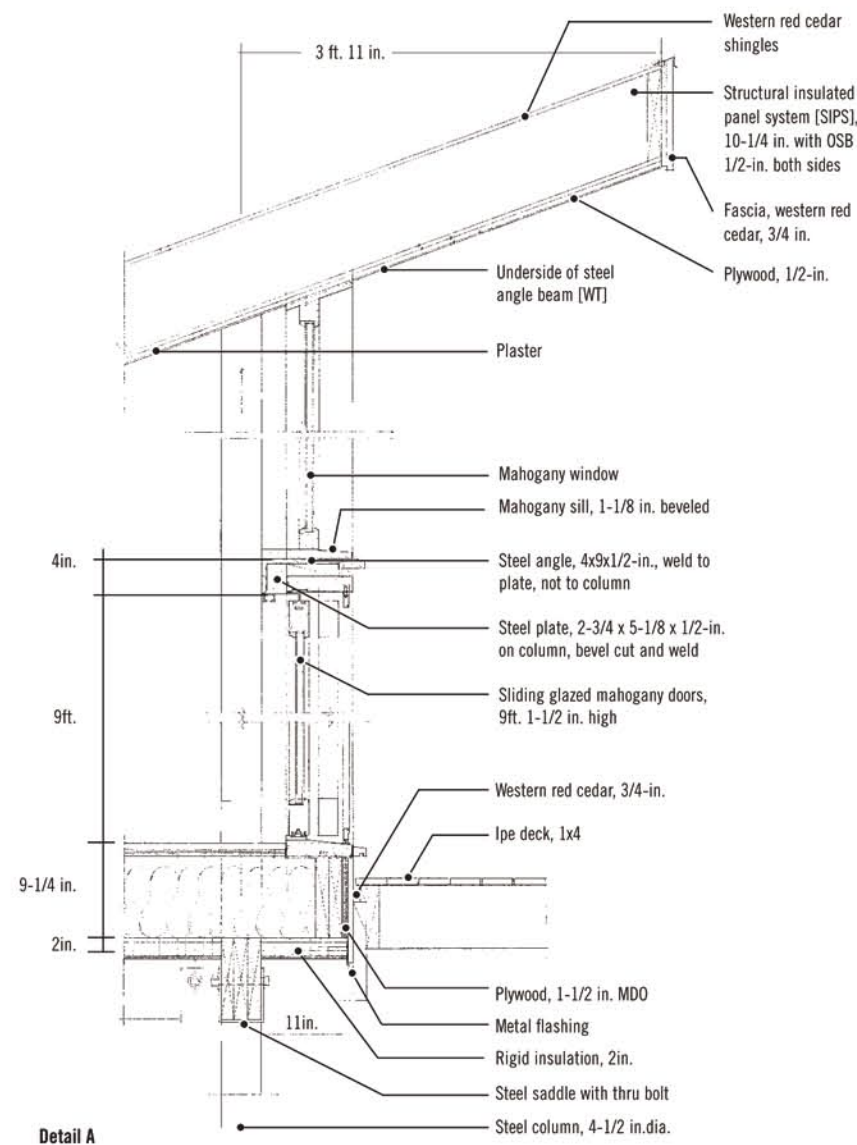 3 ft. 11 in.
Western red cedar
shingles
Structural insulated
panel system [SIPS],
10-1/4 in. with OSB
1/2-in. both sides
Fascia, western red
cedar, 3/4 in.
Plywood, 1/2-in.
Underside of steel
angle beam [WT]
Plaster
Mahogany window
Mahogany sill, 1-1/8 in. beveled
4in.
Steel angle, 4x9x1/2-in., weld to
plate, not to column
Steel plate, 2-3/4 x 5-1/8 x 1/2-in.
on column, bevel cut and weld
Sliding glazed mahogany doors,
9ft. 1-1/2 in. high
9ft.
Western red cedar, 3/4-in.
Ipe deck, 1x4
9-1/4 in.
2in.
Plywood, 1-1/2 in. MDO
11in.
Metal flashing
Rigid insulation, 2in.
Steel saddle with thru bolt
Steel column, 4-1/2 in.dia.
Detail A